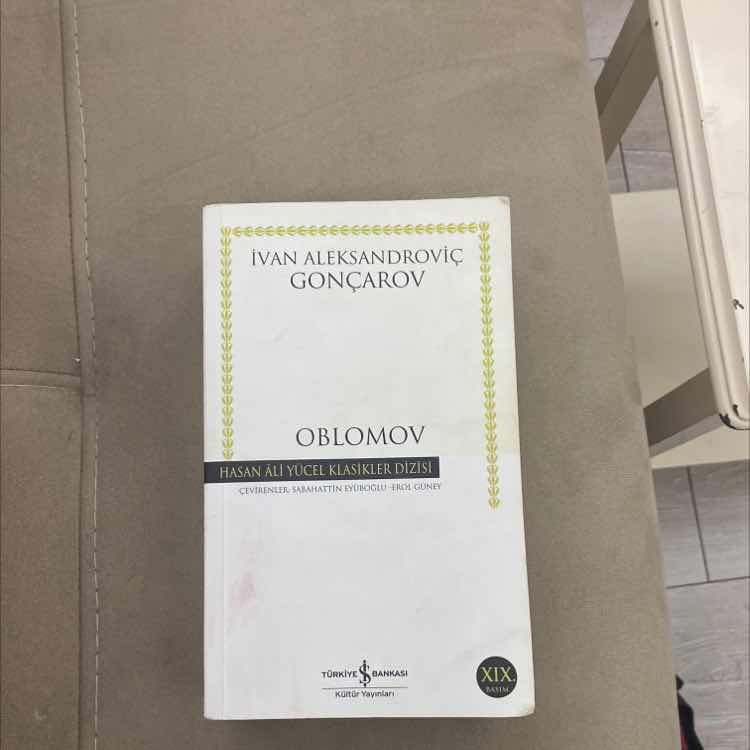 İVAN ALEKSANDROVİÇ
GONÇAROV
OBLOMOV
HASAN ÂLİ YÜCEL KLASİKLER DİZİSİ
ÇEVİRENLER: SABAHATTİN EYÜBOĞLU -EROL GÜNEY
TÜRKİYE İŞ BANKASI
Kültür Yayınları
XIX.
BASIM